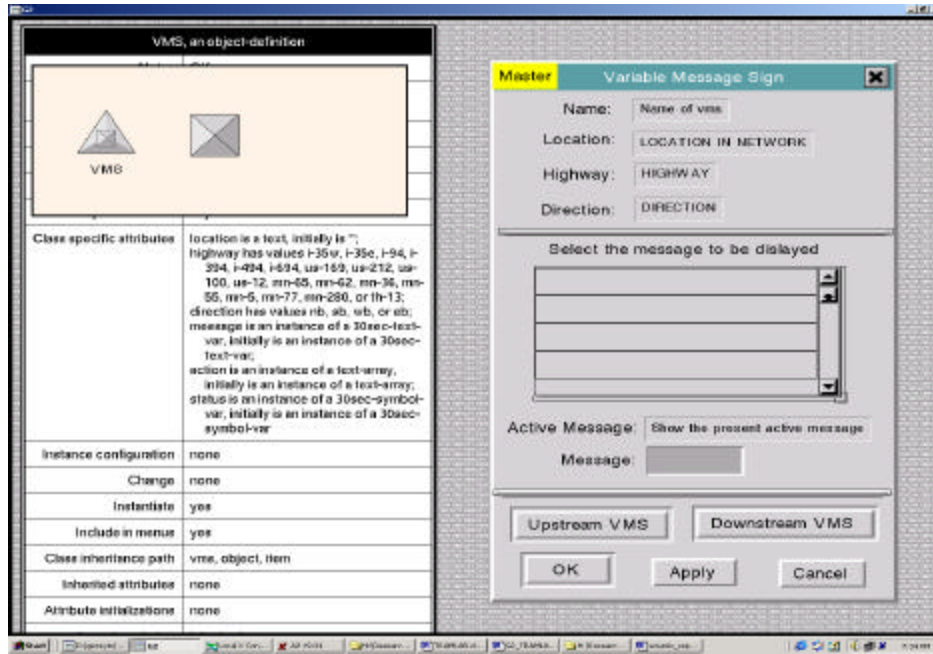 VMS, an object-definition
VMS
Class specific attributes
location is a text, initially is "";
highway has values i-35w, i-35e, i-94, i-
394, i-494, i-694, us-169, us-212, us-
100, us-12, mn-65, mn-62, mn-36, mn-
55, mn-5, mn-77, mn-280, or th-13;
direction has values nb, sb, wb, or eb;
message is an instance of a 30sec-text-
var, initially is an instance of a 30sec-
text-var;
action is an instance of a text-array,
initially is an instance of a text-array;
status is an instance of a 30sec-symbol-
var, initially is an instance of a 30sec-
symbol-var
Instance configuration none
Change none
Instantiate yes
Include in menus yes
Class inheritance path vms, object, item
Inherited attributes none
Attribute initializations none
Master Variable Message Sign
Name: Name of vms
Location: LOCATION IN NETWORK
Highway: HIGHWAY
Direction: DIRECTION
Select the message to be dislayed
Active Message: Show the present active message
Message:
Upstream VMS Downstream VMS
OK Apply Cancel
Start